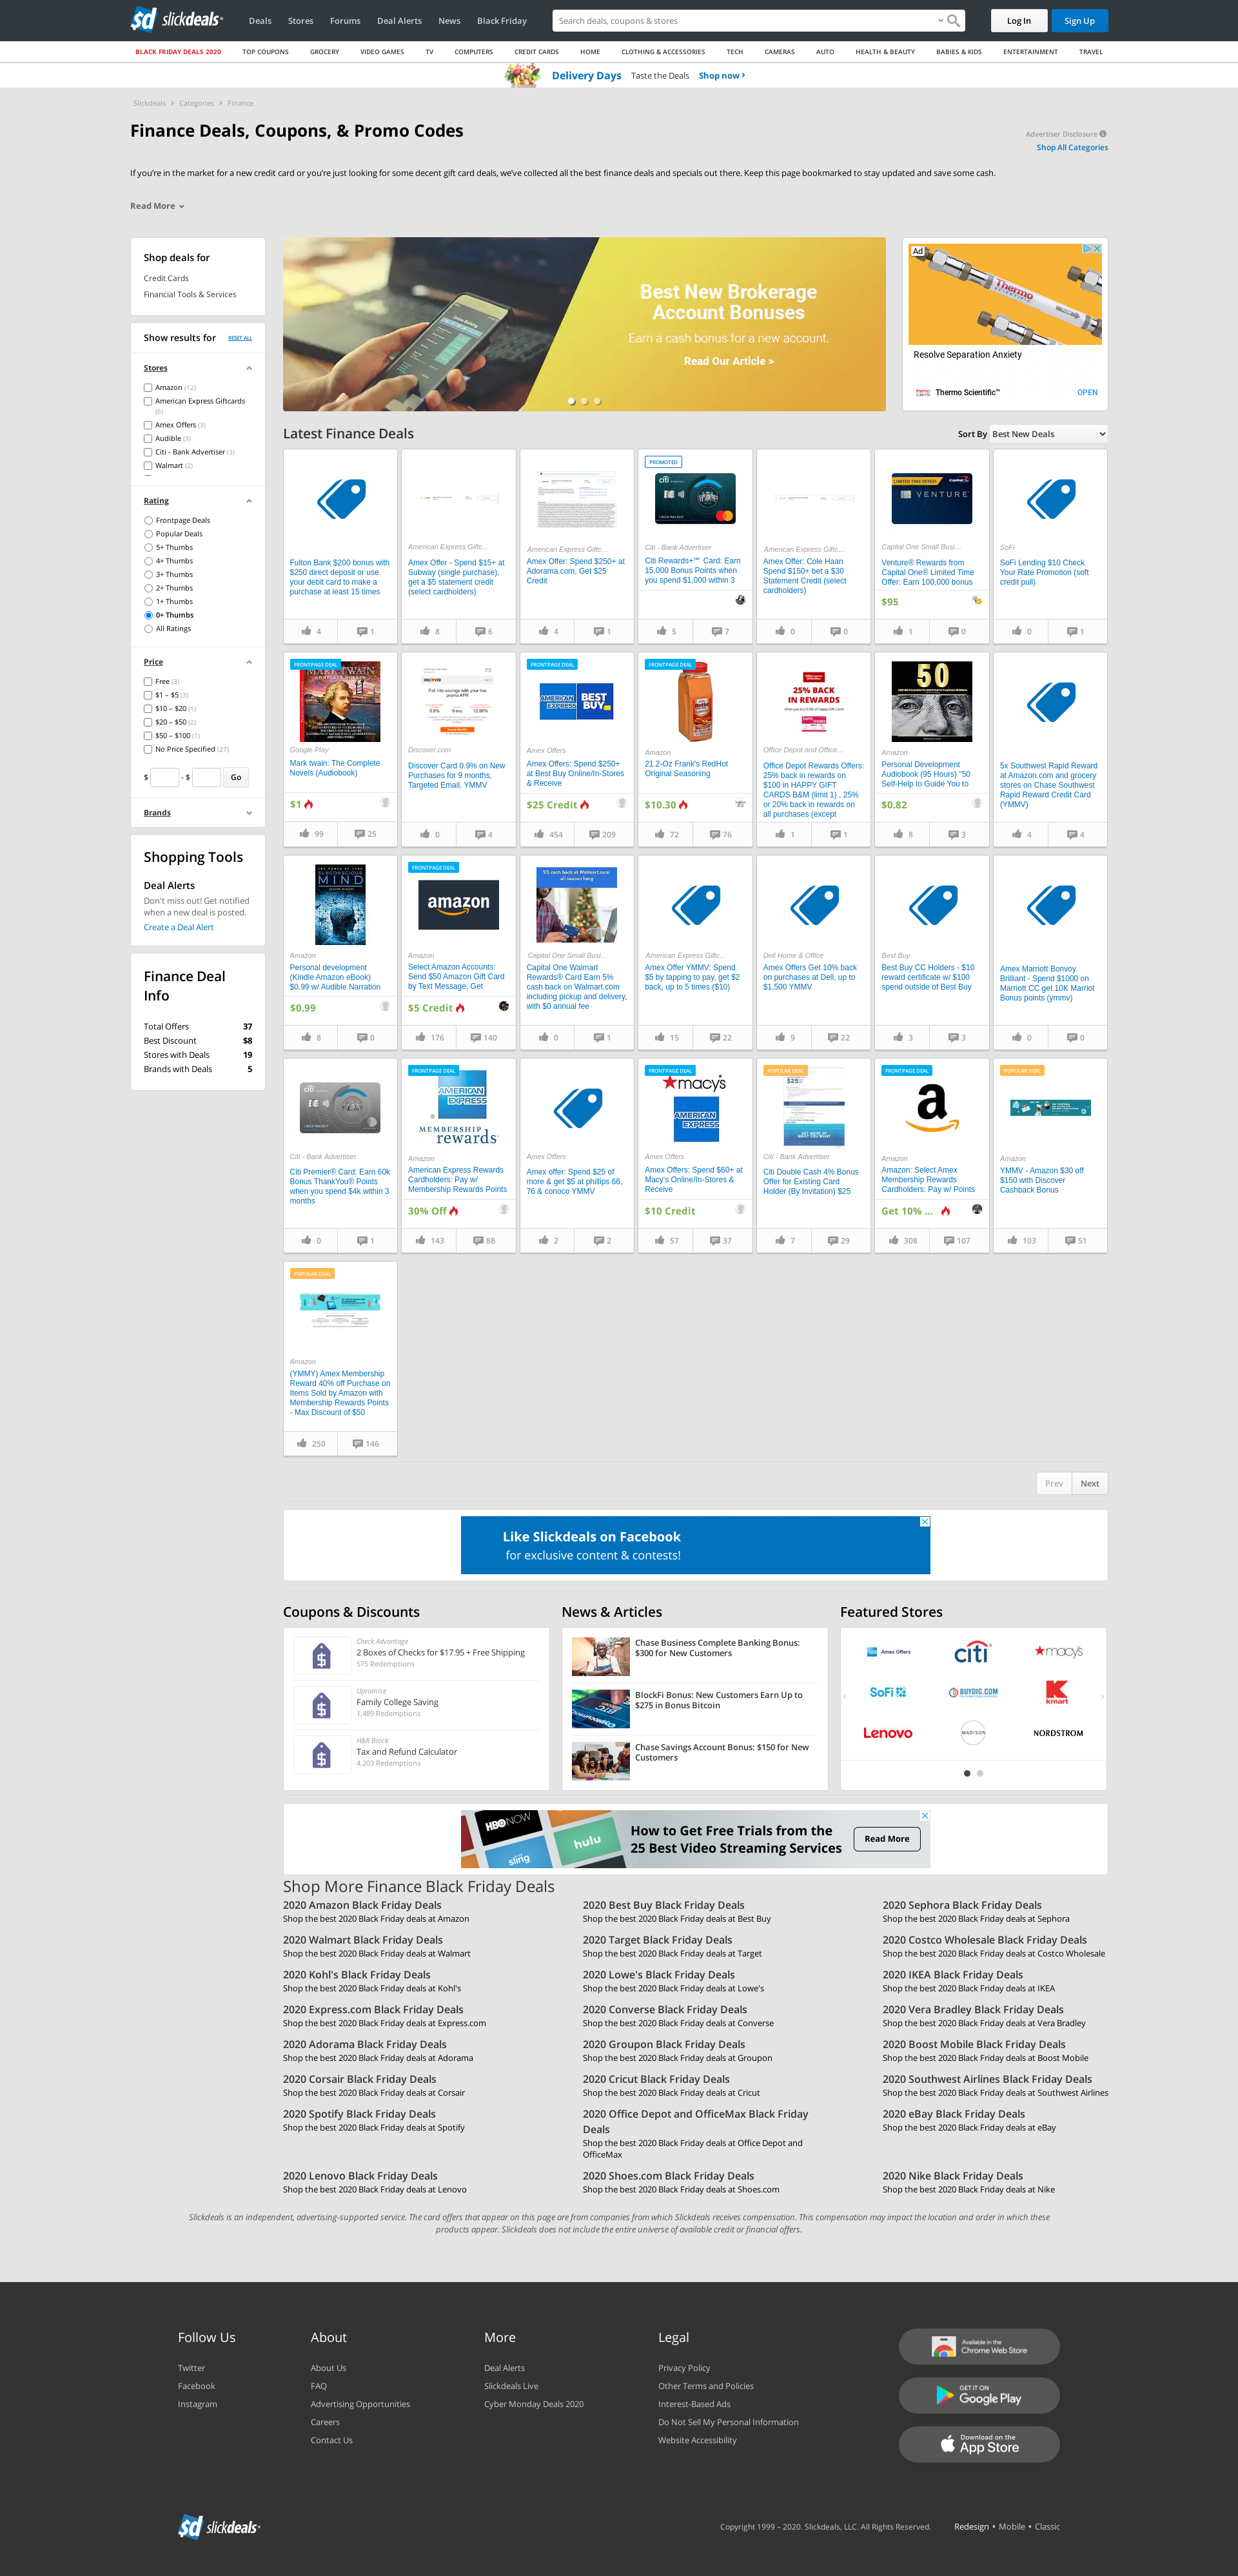 slickdeals
Deals
Stores
Forums
Deal Alerts
News
Black Friday
Search deals, coupons & stores
Log In
Sign Up
BLACK FRIDAY DEALS 2020
TOP COUPONS
GROCERY
VIDEO GAMES
TV
COMPUTERS
CREDIT CARDS
HOME
CLOTHING & ACCESSORIES
TECH
CAMERAS
AUTO
HEALTH & BEAUTY
BABIES & KIDS
ENTERTAINMENT
TRAVEL
Delivery Days Taste the Deals Shop now
Slickdeals > Categories > Finance
Finance Deals, Coupons, & Promo Codes
Advertiser Disclosure
Shop All Categories
If you're in the market for a new credit card or you're just looking for some decent gift card deals, we've collected all the best finance deals and specials out there. Keep this page bookmarked to stay updated and save some cash.
Read More
Shop deals for
Credit Cards
Financial Tools & Services
Show results for
RESET ALL
Stores
Amazon (12)
American Express Giftcards
(6)
Amex Offers (3)
Audible (3)
Citi - Bank Advertiser (3)
Walmart (2)
Rating
Frontpage Deals
Popular Deals
5+ Thumbs
4+ Thumbs
3+ Thumbs
2+ Thumbs
1+ Thumbs
0+ Thumbs
All Ratings
Price
Free (3)
$1 – $5 (3)
$10 – $20 (1)
$20 – $50 (2)
$50 – $100 (1)
No Price Specified (27)
$ - $ Go
Brands
Shopping Tools
Deal Alerts
Don't miss out! Get notified
when a new deal is posted.
Create a Deal Alert
Finance Deal
Info
Total Offers 37
Best Discount $8
Stores with Deals 19
Brands with Deals 5
Best New Brokerage
Account Bonuses
Earn a cash bonus for a new account.
Read Our Article >
Ad
Thermo
Resolve Separation Anxiety
Thermo Scientific™
OPEN
Latest Finance Deals
Sort By Best New Deals
Fulton Bank $200 bonus with
$250 direct deposit or use
your debit card to make a
purchase at least 15 times
4 1
American Express Giftc...
Amex Offer - Spend $15+ at
Subway (single purchase),
get a $5 statement credit
(select cardholders)
8 6
American Express Giftc...
Amex Offer: Spend $250+ at
Adorama.com, Get $25
Credit
4 1
PROMOTED
citi
Citi - Bank Advertiser
Citi Rewards+℠ Card: Earn
15,000 Bonus Points when
you spend $1,000 within 3
5 7
American Express Giftc...
Amex Offer: Cole Haan
Spend $150+ bet a $30
Statement Credit (select
cardholders)
0 0
LIMITED TIME OFFER!
VENTURE
Capital One Small Busi...
Venture® Rewards from
Capital One® Limited Time
Offer: Earn 100,000 bonus
$95
1 0
SoFi
SoFi Lending $10 Check
Your Rate Promotion (soft
credit pull)
0 1
FRONTPAGE DEAL
MARK TWAIN
Google Play
Mark twain: The Complete
Novels (Audiobook)
$1
99 25
DISCOVER
Discover.com
Discover Card 0.9% on New
Purchases for 9 months,
Targeted Email, YMMV
0 4
FRONTPAGE DEAL
AMERICAN EXPRESS
BEST BUY
Amex Offers
Amex Offers: Spend $250+
at Best Buy Online/In-Stores
& Receive
$25 Credit
454 209
FRONTPAGE DEAL
Amazon
21.2-Oz Frank's RedHot
Original Seasoning
$10.30
72 76
25% BACK
IN REWARDS
Office Depot and Office...
Office Depot Rewards Offers:
25% back in rewards on
$100 in HAPPY GIFT
CARDS B&M (limit 1) , 25%
or 20% back in rewards on
all purchases (except
1 1
50
Amazon
Personal Development
Audiobook (95 Hours) "50
Self-Help to Guide You to
$0.82
8 3
5x Southwest Rapid Reward
at Amazon.com and grocery
stores on Chase Southwest
Rapid Reward Credit Card
(YMMV)
4 4
SUBCONSCIOUS
MIND
Amazon
Personal development
(Kindle Amazon eBook)
$0.99 w/ Audible Narration
$0.99
8 0
FRONTPAGE DEAL
amazon
Amazon
Select Amazon Accounts:
Send $50 Amazon Gift Card
by Text Message, Get
$5 Credit
176 140
5% cash back at Walmart.com
all season long
Capital One Small Busi...
Capital One Walmart
Rewards® Card Earn 5%
cash back on Walmart.com
including pickup and delivery,
with $0 annual fee
0 1
American Express Giftc...
Amex Offer YMMV: Spend
$5 by tapping to pay, get $2
back, up to 5 times ($10)
15 22
Dell Home & Office
Amex Offers Get 10% back
on purchases at Dell, up to
$1,500 YMMV
9 22
Best Buy
Best Buy CC Holders - $10
reward certificate w/ $100
spend outside of Best Buy
3 3
Amex Marriott Bonvoy
Brilliant - Spend $1000 on
Marriott CC get 10K Marriot
Bonus points (ymmv)
0 0
citi
Citi - Bank Advertiser
Citi Premier® Card: Earn 60k
Bonus ThankYou® Points
when you spend $4k within 3
months
0 1
FRONTPAGE DEAL
AMERICAN EXPRESS
MEMBERSHIP
rewards
Amazon
American Express Rewards
Cardholders: Pay w/
Membership Rewards Points
30% Off
143 88
Amex Offers
Amex offer: Spend $25 of
more & get $5 at phillips 66,
76 & conoco YMMV
2 2
FRONTPAGE DEAL
macy's
AMERICAN EXPRESS
Amex Offers
Amex Offers: Spend $60+ at
Macy's Online/In-Stores &
Receive
$10 Credit
57 37
POPULAR DEAL
$25
Citi - Bank Advertiser
Citi Double Cash 4% Bonus
Offer for Existing Card
Holder (By Invitation) $25
7 29
FRONTPAGE DEAL
a
Amazon
Amazon: Select Amex
Membership Rewards
Cardholders: Pay w/ Points
Get 10% ...
308 107
POPULAR DEAL
Amazon
YMMV - Amazon $30 off
$150 with Discover
Cashback Bonus
103 51
POPULAR DEAL
Amazon
(YMMY) Amex Membership
Reward 40% off Purchase on
Items Sold by Amazon with
Membership Rewards Points
- Max Discount of $50
250 146
Prev Next
Like Slickdeals on Facebook
for exclusive content & contests!
Coupons & Discounts
Check Advantage
2 Boxes of Checks for $17.95 + Free Shipping
575 Redemptions
Upromise
Family College Saving
1,489 Redemptions
H&R Block
Tax and Refund Calculator
4,203 Redemptions
News & Articles
Chase Business Complete Banking Bonus:
$300 for New Customers
BlockFi Bonus: New Customers Earn Up to
$275 in Bonus Bitcoin
Chase Savings Account Bonus: $150 for New
Customers
Featured Stores
Amex Offers
citi
macy's
SoFi
BUYDIG.COM
kmart
Lenovo
MADISON
NORDSTROM
HBO NOW
hulu
sling
How to Get Free Trials from the
25 Best Video Streaming Services
Read More
Shop More Finance Black Friday Deals
2020 Amazon Black Friday Deals
Shop the best 2020 Black Friday deals at Amazon
2020 Best Buy Black Friday Deals
Shop the best 2020 Black Friday deals at Best Buy
2020 Sephora Black Friday Deals
Shop the best 2020 Black Friday deals at Sephora
2020 Walmart Black Friday Deals
Shop the best 2020 Black Friday deals at Walmart
2020 Target Black Friday Deals
Shop the best 2020 Black Friday deals at Target
2020 Costco Wholesale Black Friday Deals
Shop the best 2020 Black Friday deals at Costco Wholesale
2020 Kohl's Black Friday Deals
Shop the best 2020 Black Friday deals at Kohl's
2020 Lowe's Black Friday Deals
Shop the best 2020 Black Friday deals at Lowe's
2020 IKEA Black Friday Deals
Shop the best 2020 Black Friday deals at IKEA
2020 Express.com Black Friday Deals
Shop the best 2020 Black Friday deals at Express.com
2020 Converse Black Friday Deals
Shop the best 2020 Black Friday deals at Converse
2020 Vera Bradley Black Friday Deals
Shop the best 2020 Black Friday deals at Vera Bradley
2020 Adorama Black Friday Deals
Shop the best 2020 Black Friday deals at Adorama
2020 Groupon Black Friday Deals
Shop the best 2020 Black Friday deals at Groupon
2020 Boost Mobile Black Friday Deals
Shop the best 2020 Black Friday deals at Boost Mobile
2020 Corsair Black Friday Deals
Shop the best 2020 Black Friday deals at Corsair
2020 Cricut Black Friday Deals
Shop the best 2020 Black Friday deals at Cricut
2020 Southwest Airlines Black Friday Deals
Shop the best 2020 Black Friday deals at Southwest Airlines
2020 Spotify Black Friday Deals
Shop the best 2020 Black Friday deals at Spotify
2020 Office Depot and OfficeMax Black Friday
Deals
Shop the best 2020 Black Friday deals at Office Depot and
OfficeMax
2020 eBay Black Friday Deals
Shop the best 2020 Black Friday deals at eBay
2020 Lenovo Black Friday Deals
Shop the best 2020 Black Friday deals at Lenovo
2020 Shoes.com Black Friday Deals
Shop the best 2020 Black Friday deals at Shoes.com
2020 Nike Black Friday Deals
Shop the best 2020 Black Friday deals at Nike
Slickdeals is an independent, advertising-supported service. The card offers that appear on this page are from companies from which Slickdeals receives compensation. This compensation may impact the location and order in which these
products appear. Slickdeals does not include the entire universe of available credit or financial offers.
Follow Us
Twitter
Facebook
Instagram
About
About Us
FAQ
Advertising Opportunities
Careers
Contact Us
More
Deal Alerts
Slickdeals Live
Cyber Monday Deals 2020
Legal
Privacy Policy
Other Terms and Policies
Interest-Based Ads
Do Not Sell My Personal Information
Website Accessibility
Available in the
Chrome Web Store
GET IT ON
Google Play
Download on the
App Store
slickdeals
Copyright 1999 – 2020. Slickdeals, LLC. All Rights Reserved.
Redesign • Mobile • Classic